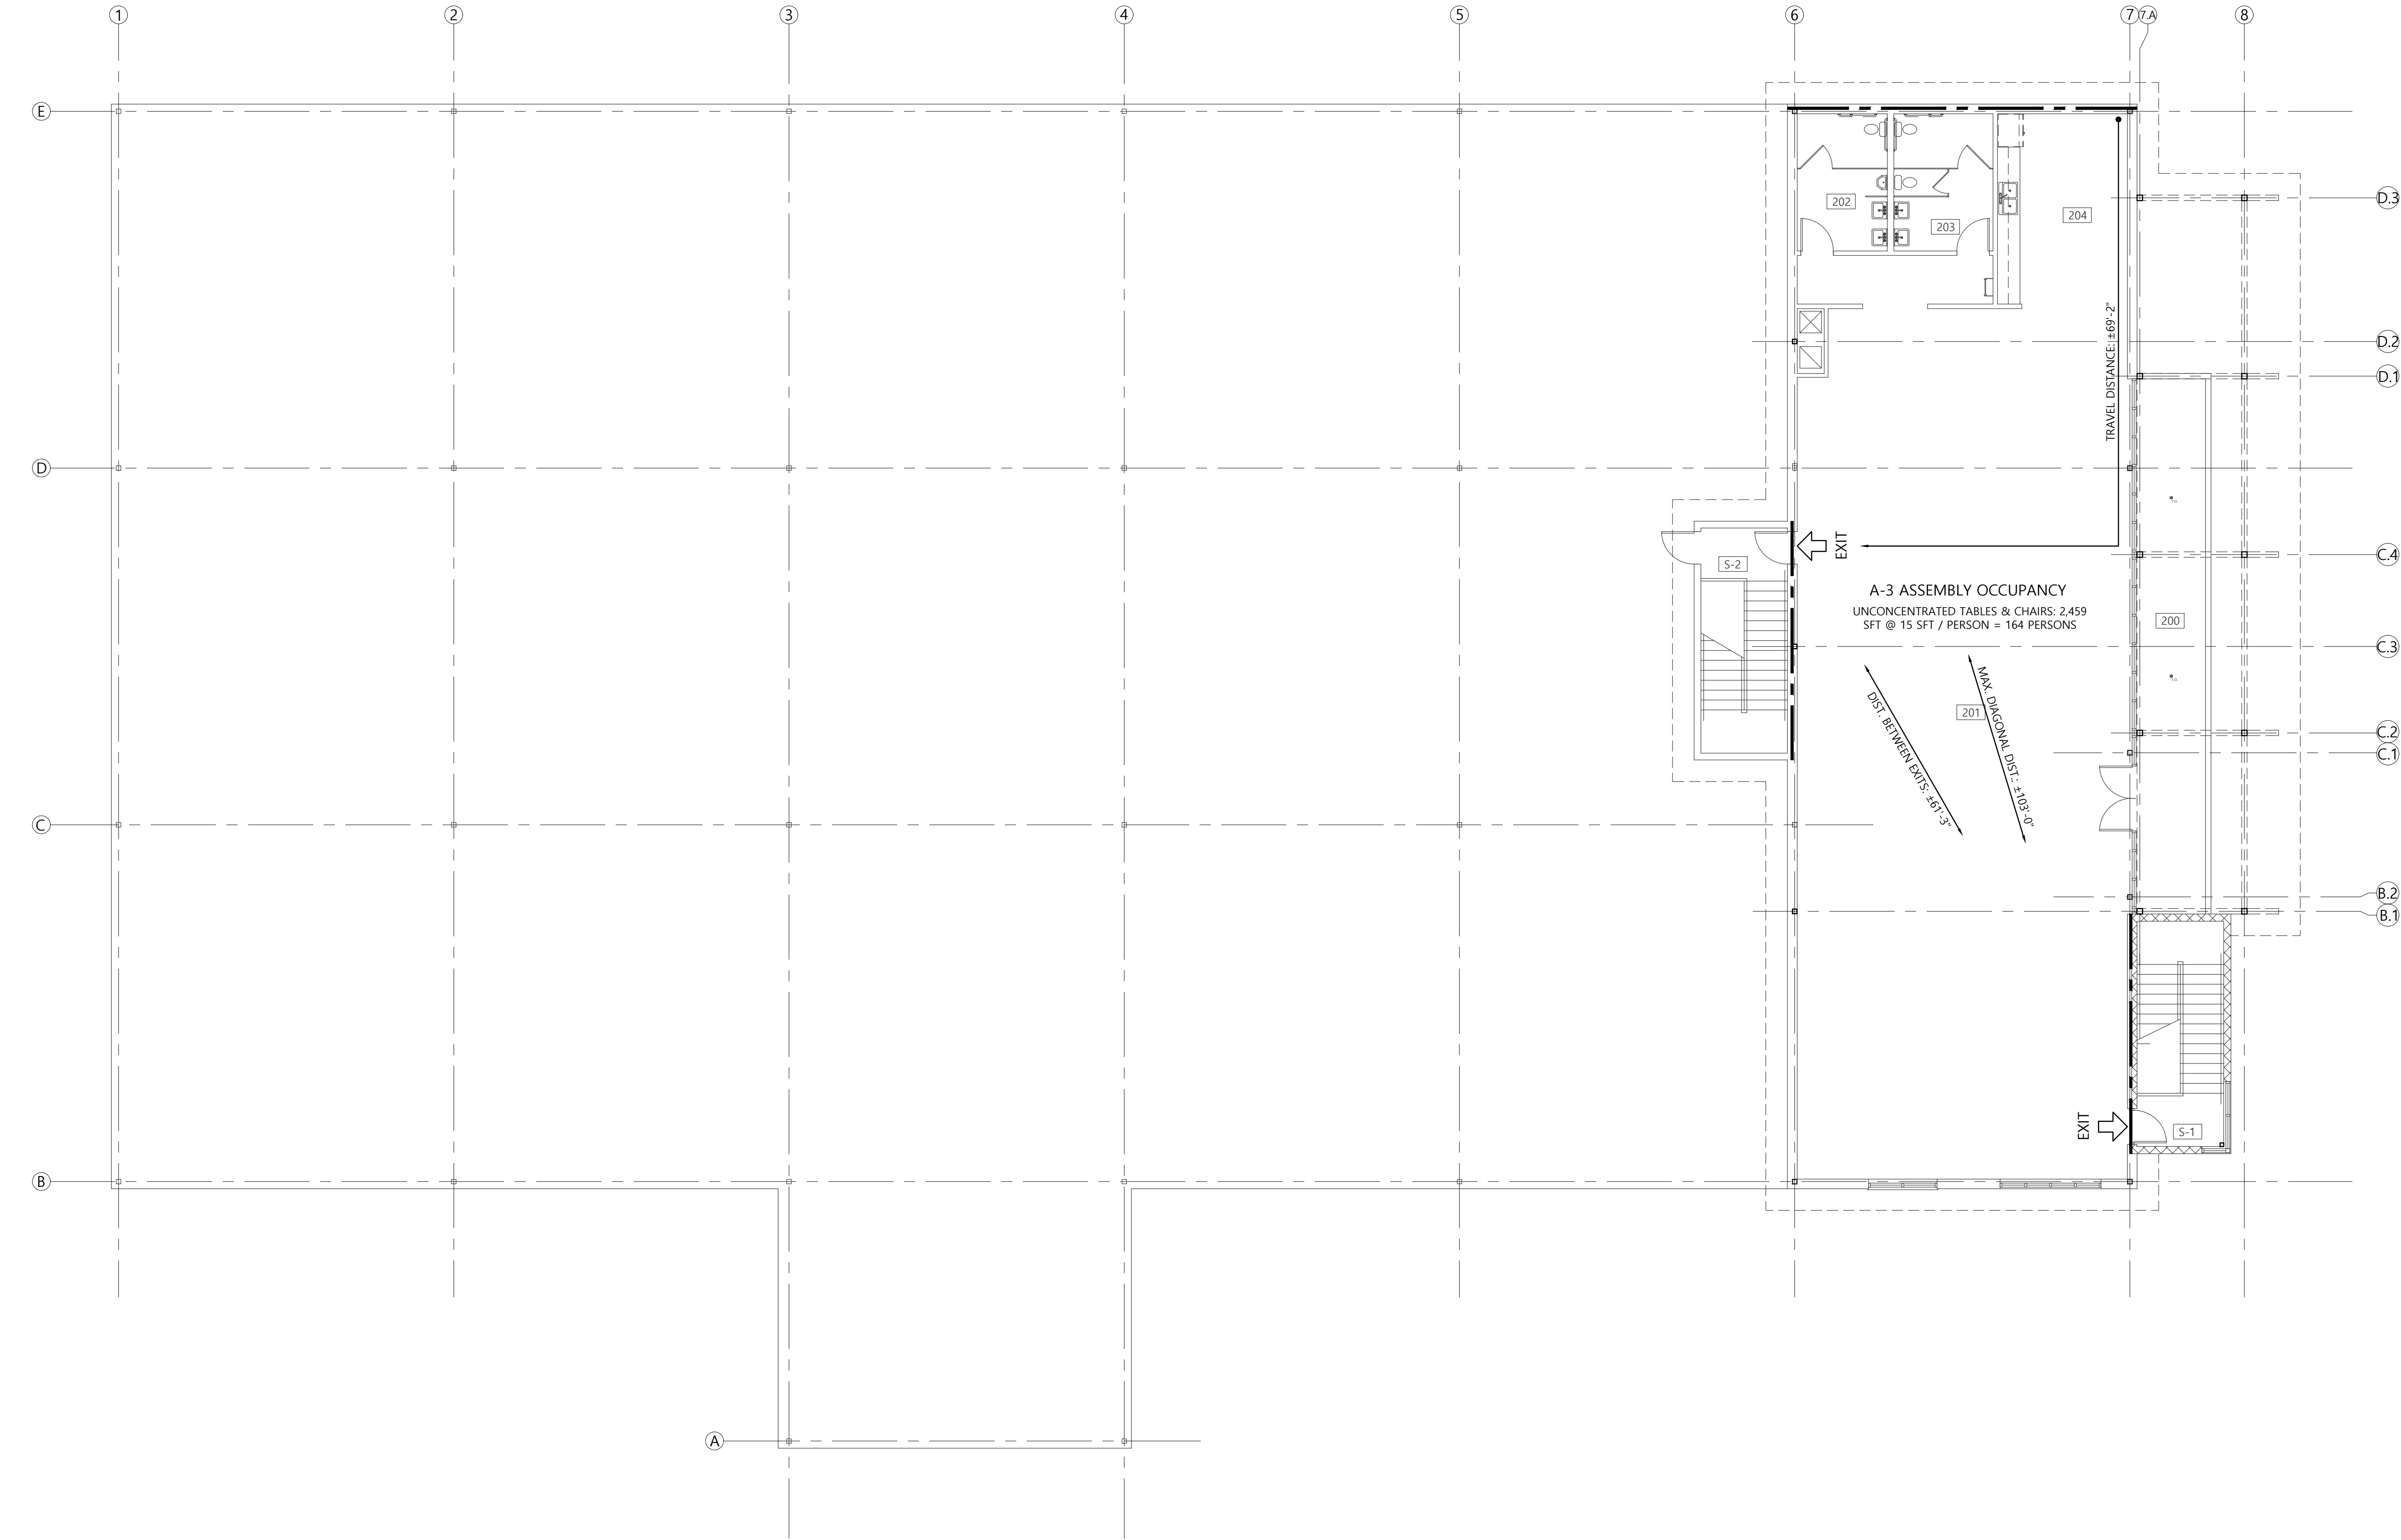 1
2
3
4
5
6
7
7.A
8
E
D.3
202
203
204
D.2
D.1
TRAVEL DISTANCE: ±69'-2"
D
EXIT
C.4
S-2
A-3 ASSEMBLY OCCUPANCY
UNCONCENTRATED TABLES & CHAIRS: 2,459
SFT @ 15 SFT / PERSON = 164 PERSONS
200
C.3
201
DIST. BETWEEN EXITS: ±61'-3"
MAX. DIAGONAL DIST.: ±103'-0"
C.2
C.1
C
B.2
B.1
EXIT
S-1
B
A